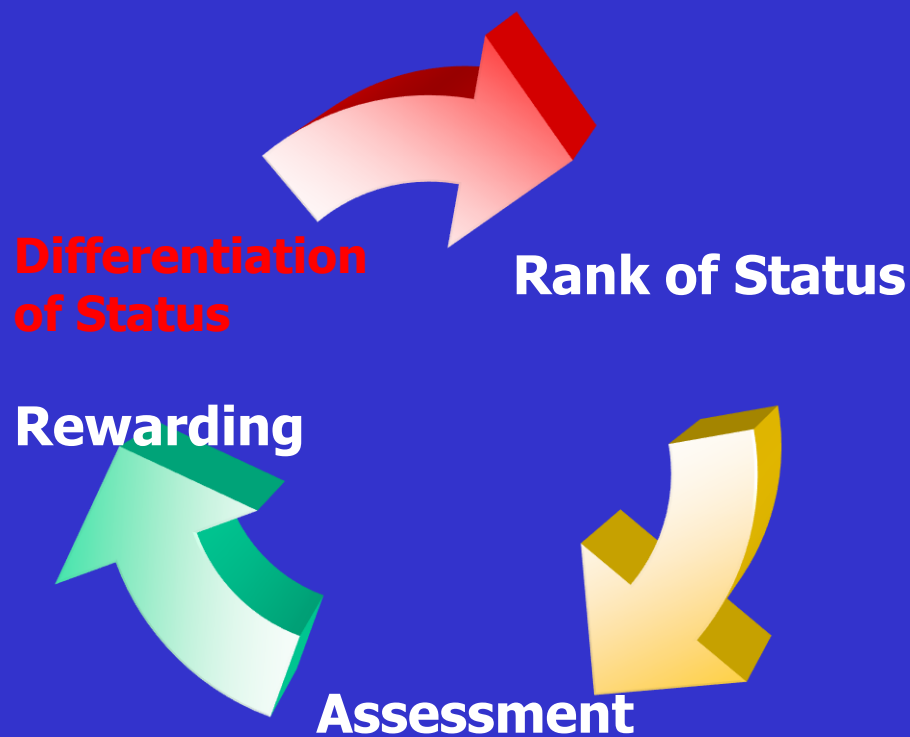 Differentiation
of Status
Rank of Status
Rewarding
Assessment